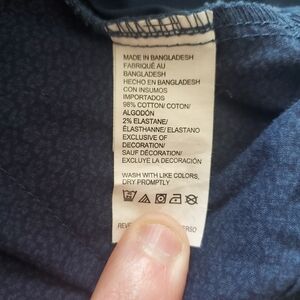 MADE IN BANGLADESH
FABRIQUÉ AU
BANGLADESH
HECHO EN BANGLADESH
CON INSUMOS
IMPORTADOS
98% COTTON/ COTON/
ALGODÓN
2% ELASTANE/
ÉLASTHANNE/ ELASTANO
EXCLUSIVE OF
DECORATION/
SAUF DÉCORATION/
EXCLUYE LA DECORACIÓN
WASH WITH LIKE COLORS,
DRY PROMPTLY